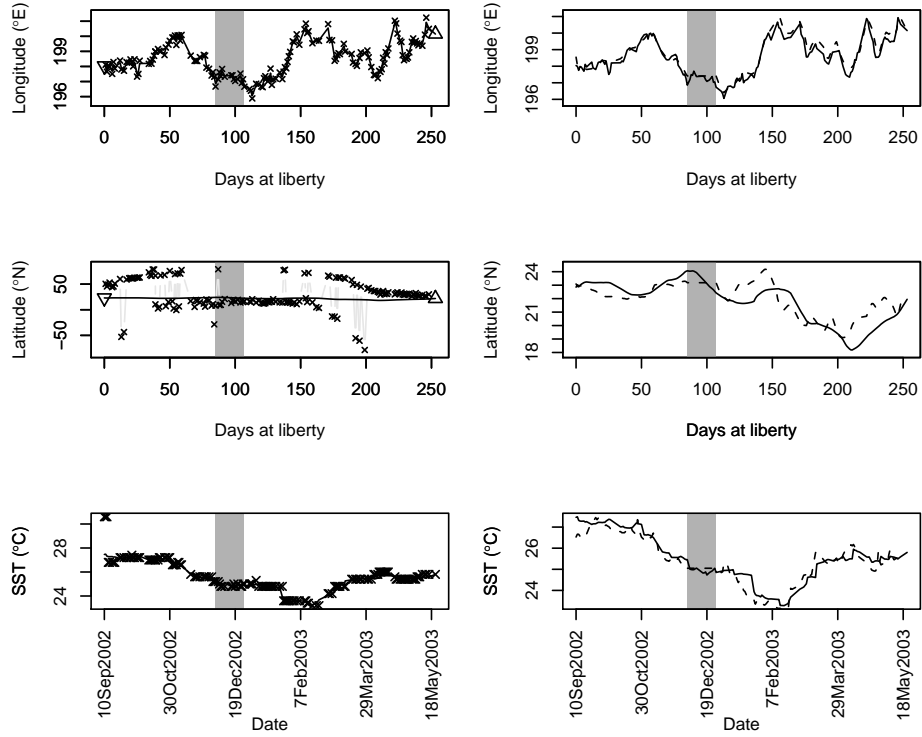 Longitude (°E)
196 199
0 50 100 150 200 250
Days at liberty
Longitude (°E)
196 199
0 50 100 150 200 250
Days at liberty
Latitude (°N)
−50 50
0 50 100 150 200 250
Days at liberty
Latitude (°N)
18 21 24
0 50 100 150 200 250
Days at liberty
SST (°C)
24 28
10Sep2002 30Oct2002 19Dec2002 7Feb2003 29Mar2003 18May2003
Date
SST (°C)
24 26
10Sep2002 30Oct2002 19Dec2002 7Feb2003 29Mar2003 18May2003
Date